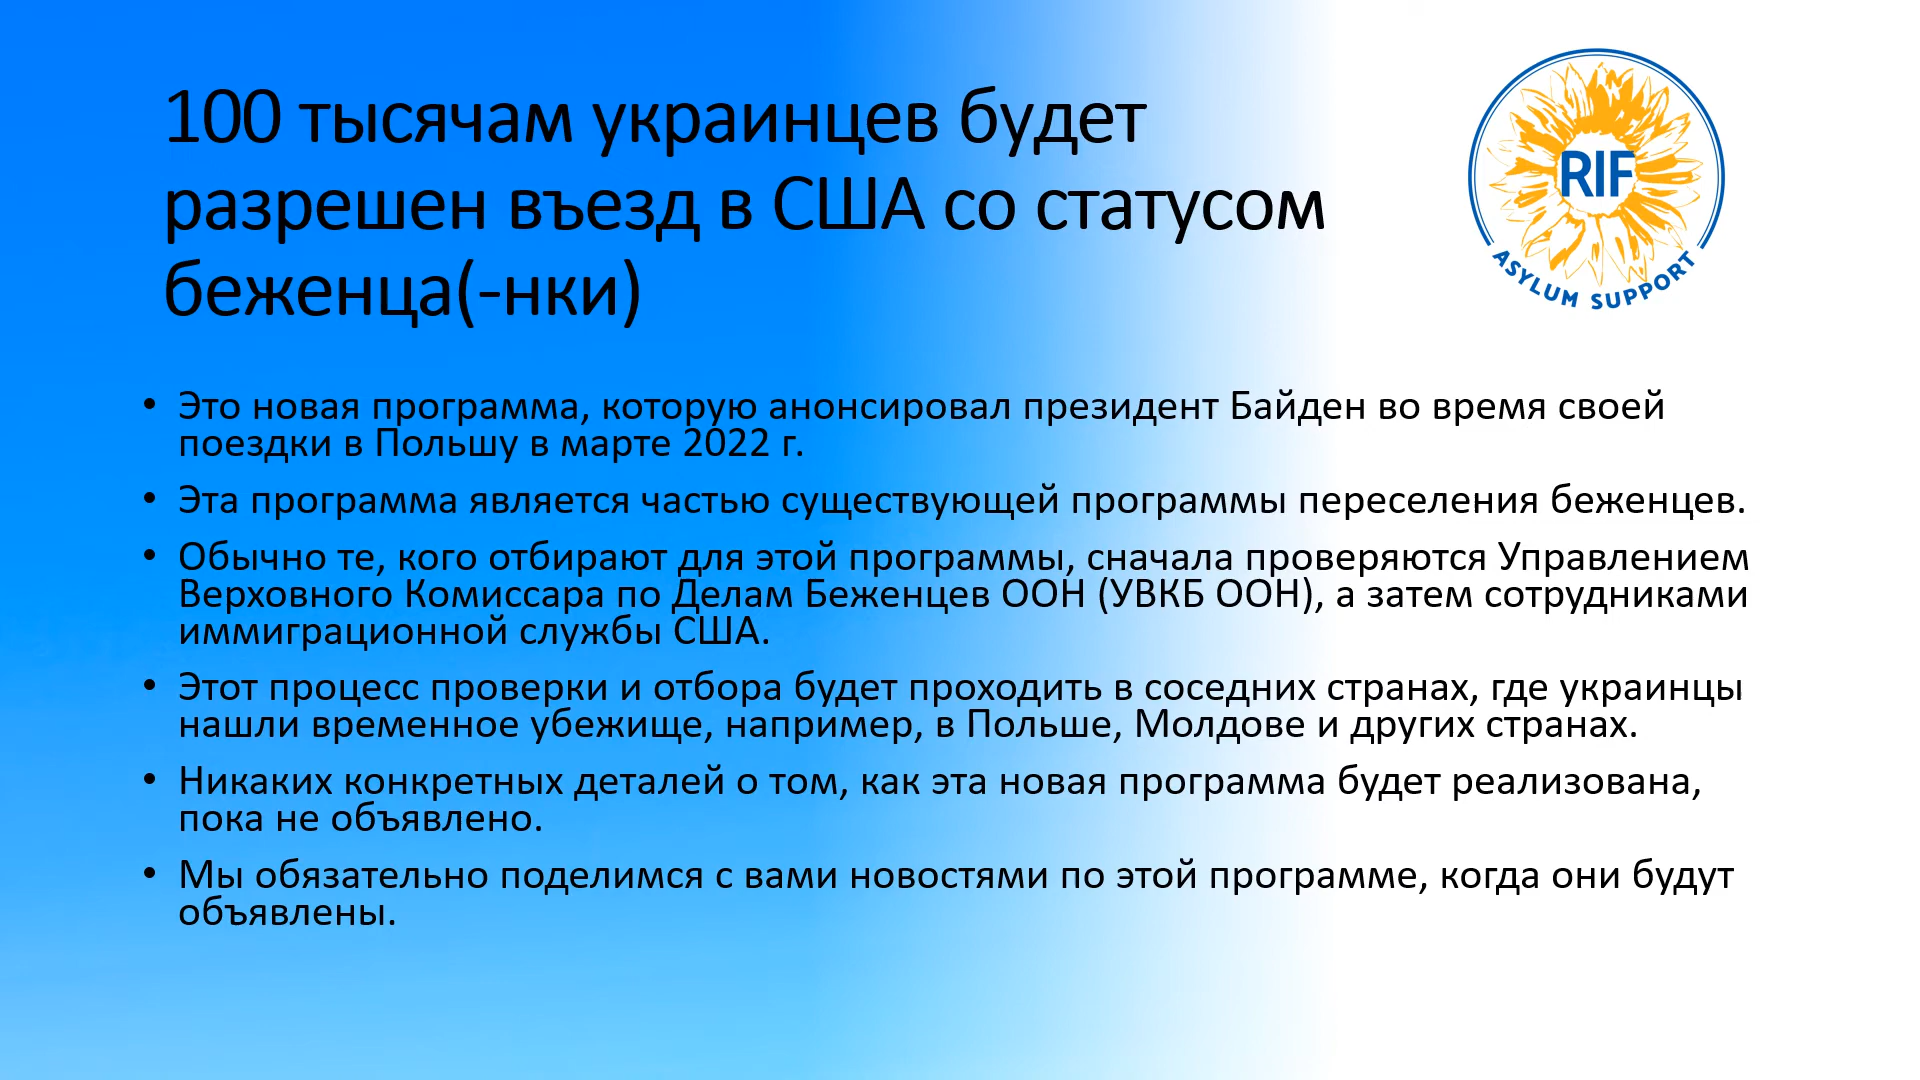 100 тысячам украинцев будет
разрешен въезд в США со статусом
беженца(-нки)
RIF
ASYLUM SUPPORT
• Это новая программа, которую анонсировал президент Байден во время своей
поездки в Польшу в марте 2022 г.
• Эта программа является частью существующей программы переселения беженцев.
• Обычно те, кого отбирают для этой программы, сначала проверяются Управлением
Верховного Комиссара по Делам Беженцев ООН (УВКБ ООН), а затем сотрудниками
иммиграционной службы США.
• Этот процесс проверки и отбора будет проходить в соседних странах, где украинцы
нашли временное убежище, например, в Польше, Молдове и других странах.
• Никаких конкретных деталей о том, как эта новая программа будет реализована,
пока не объявлено.
• Мы обязательно поделимся с вами новостями по этой программе, когда они будут
объявлены.